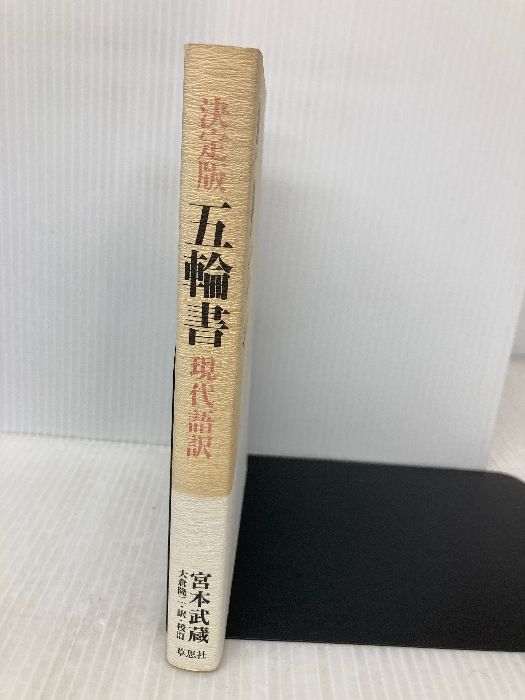 決定版 五輪書 現代語訳
宮本武蔵
大倉隆二・訳・校訂
草思社